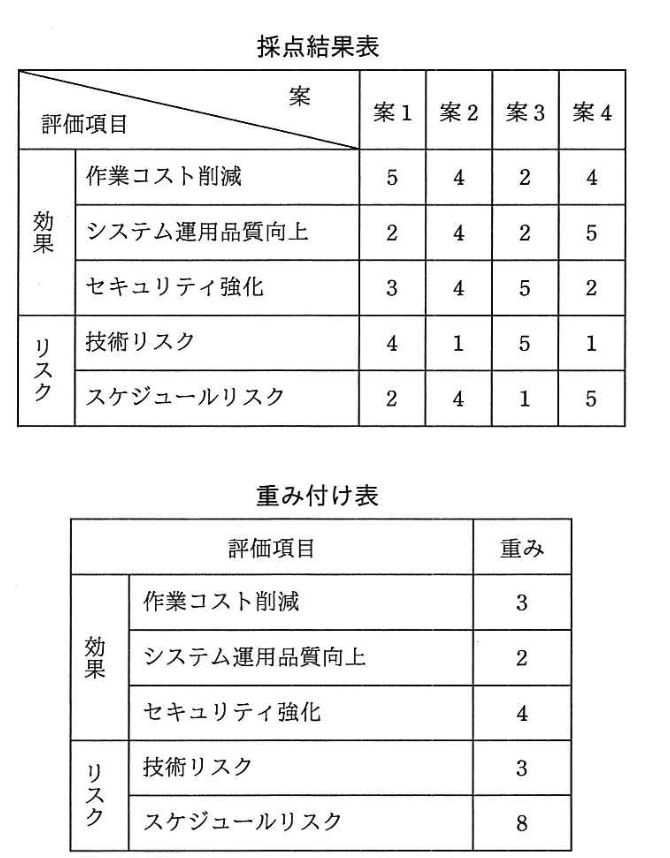 採点結果表
案
評価項目
案1 案2 案3 案4
効果
作業コスト削減 5 4 2 4
システム運用品質向上 2 4 2 5
セキュリティ強化 3 4 5 2
リスク
技術リスク 4 1 5 1
スケジュールリスク 2 4 1 5
重み付け表
評価項目 重み
効果
作業コスト削減 3
システム運用品質向上 2
セキュリティ強化 4
リスク
技術リスク 3
スケジュールリスク 8